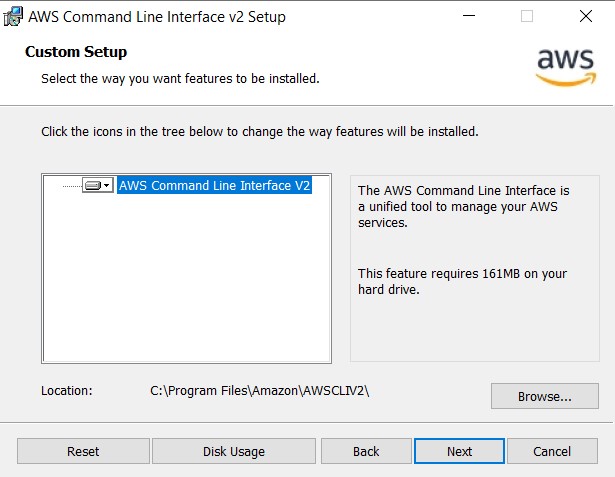 AWS Command Line Interface v2 Setup
Custom Setup
Select the way you want features to be installed.
aws
Click the icons in the tree below to change the way features will be installed.
AWS Command Line Interface V2
The AWS Command Line Interface is
a unified tool to manage your AWS
services.
This feature requires 161MB on your
hard drive.
Location: C:\Program Files\Amazon\AWSCLIV2\
Browse...
Reset Disk Usage Back Next Cancel